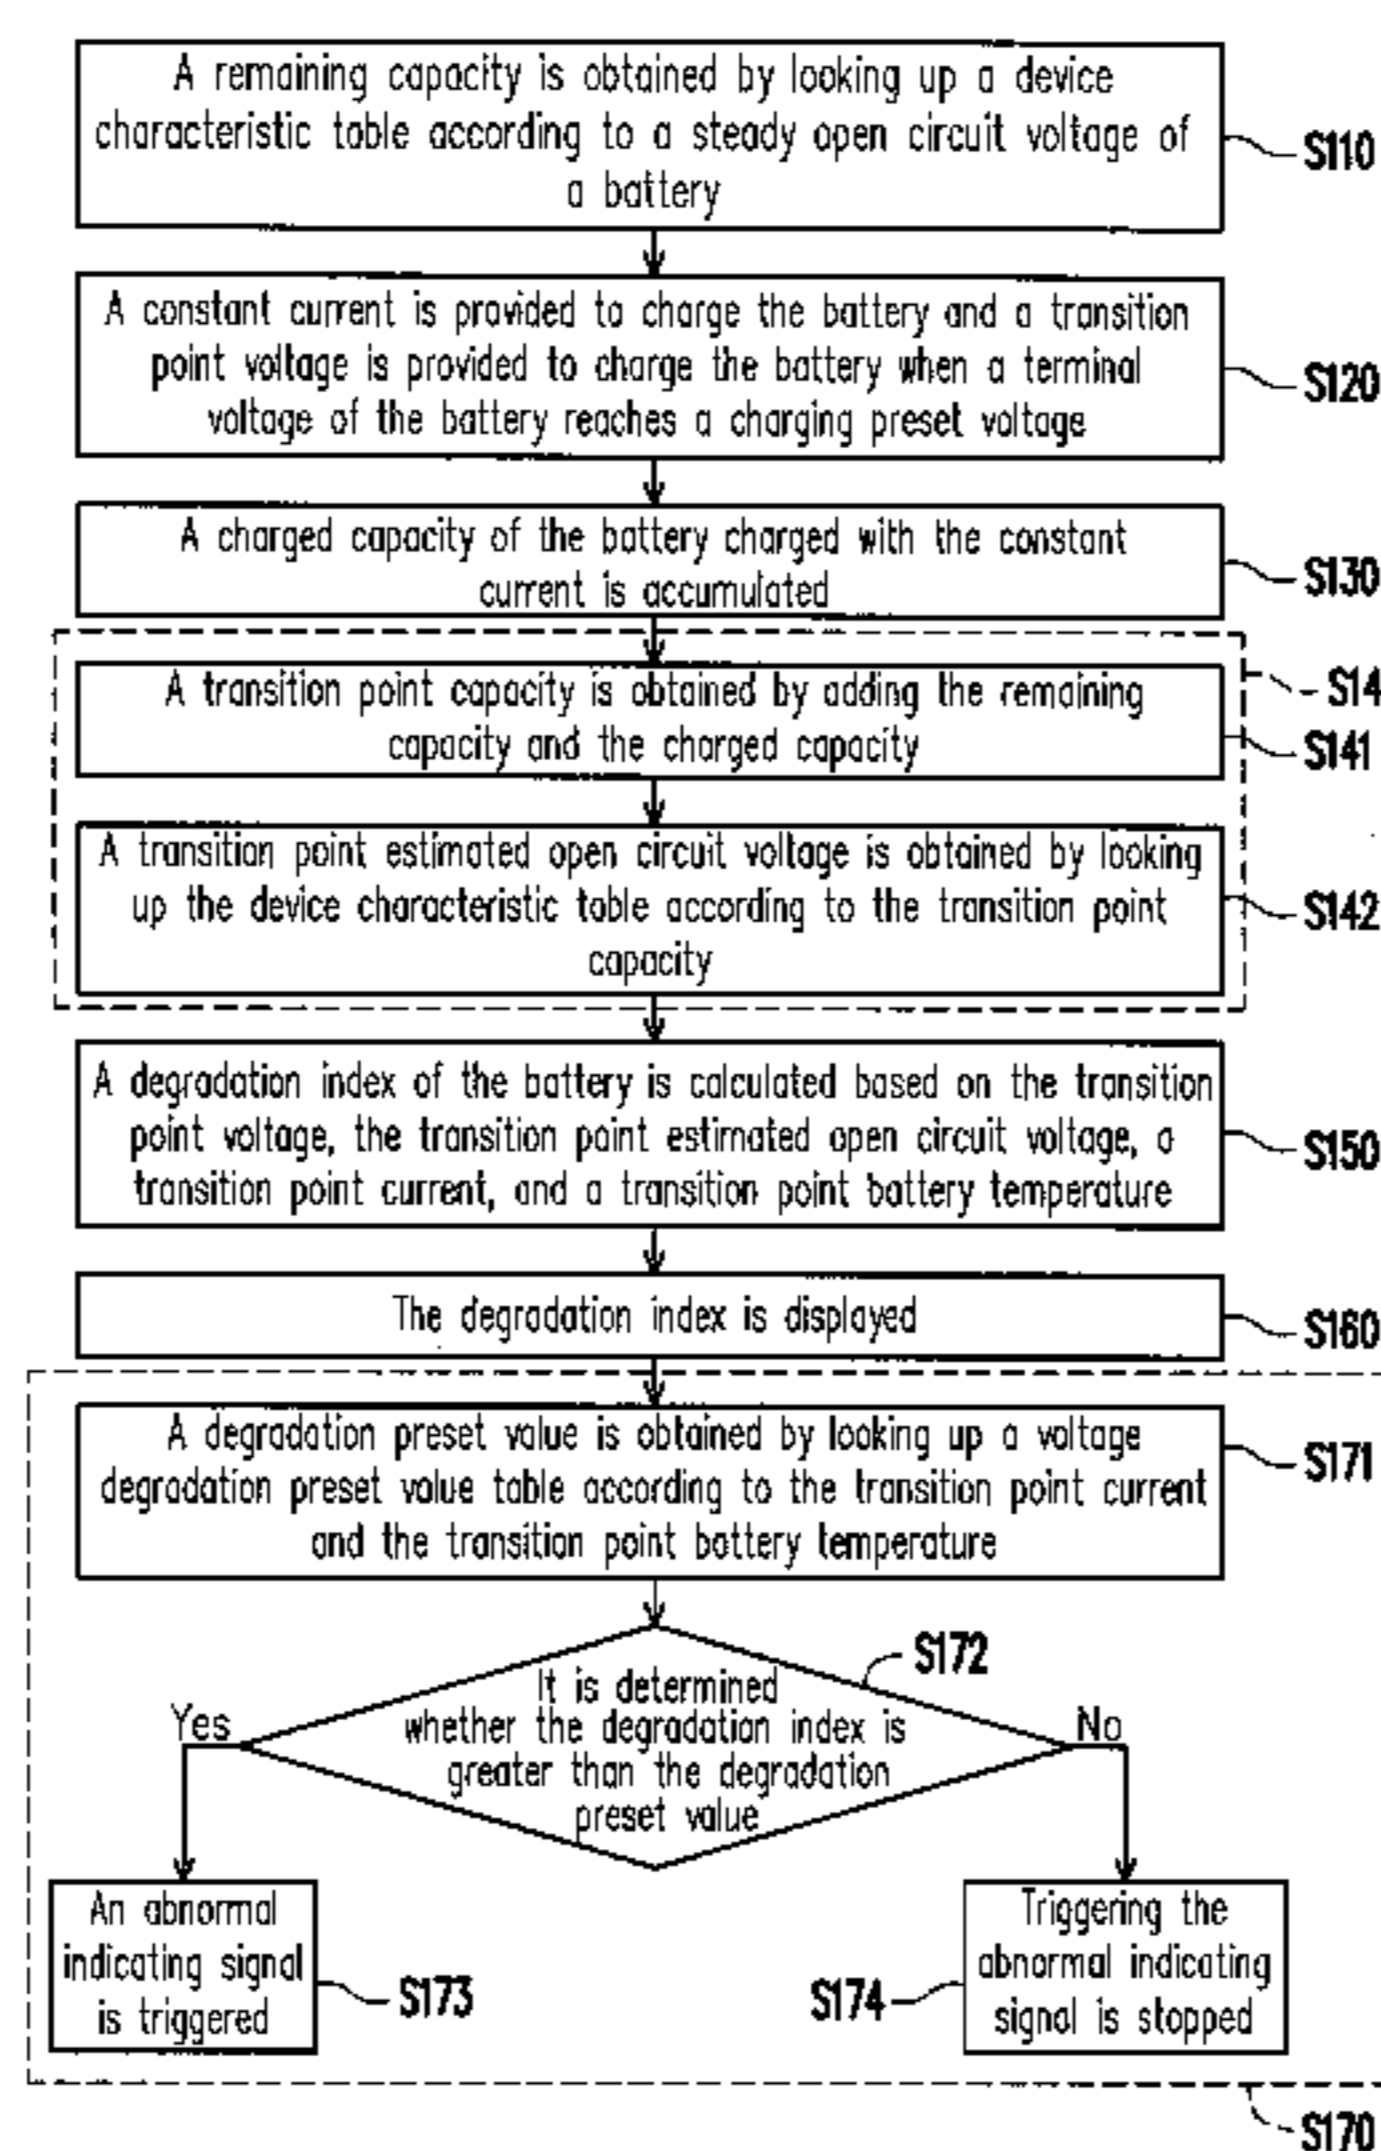 A remaining capacity is obtained by looking up a device
characteristic table according to a steady open circuit voltage of
a battery
S110
A constant current is provided to charge the battery and a transition
point voltage is provided to charge the battery when a terminal
voltage of the battery reaches a charging preset voltage
S120
A charged capacity of the battery charged with the constant
current is accumulated
S130
S14
A transition point capacity is obtained by adding the remaining
capacity and the charged capacity
S141
A transition point estimated open circuit voltage is obtained by looking
up the device characteristic table according to the transition point
capacity
S142
A degradation index of the battery is calculated based on the transition
point voltage, the transition point estimated open circuit voltage, a
transition point current, and a transition point battery temperature
S150
The degradation index is displayed
S160
A degradation preset value is obtained by looking up a voltage
degradation preset value table according to the transition point current
and the transition point battery temperature
S171
S172
It is determined
whether the degradation index is
greater than the degradation
preset value
Yes
No
An abnormal
indicating signal
is triggered
S173
S174
Triggering the
abnormal indicating
signal is stopped
S170